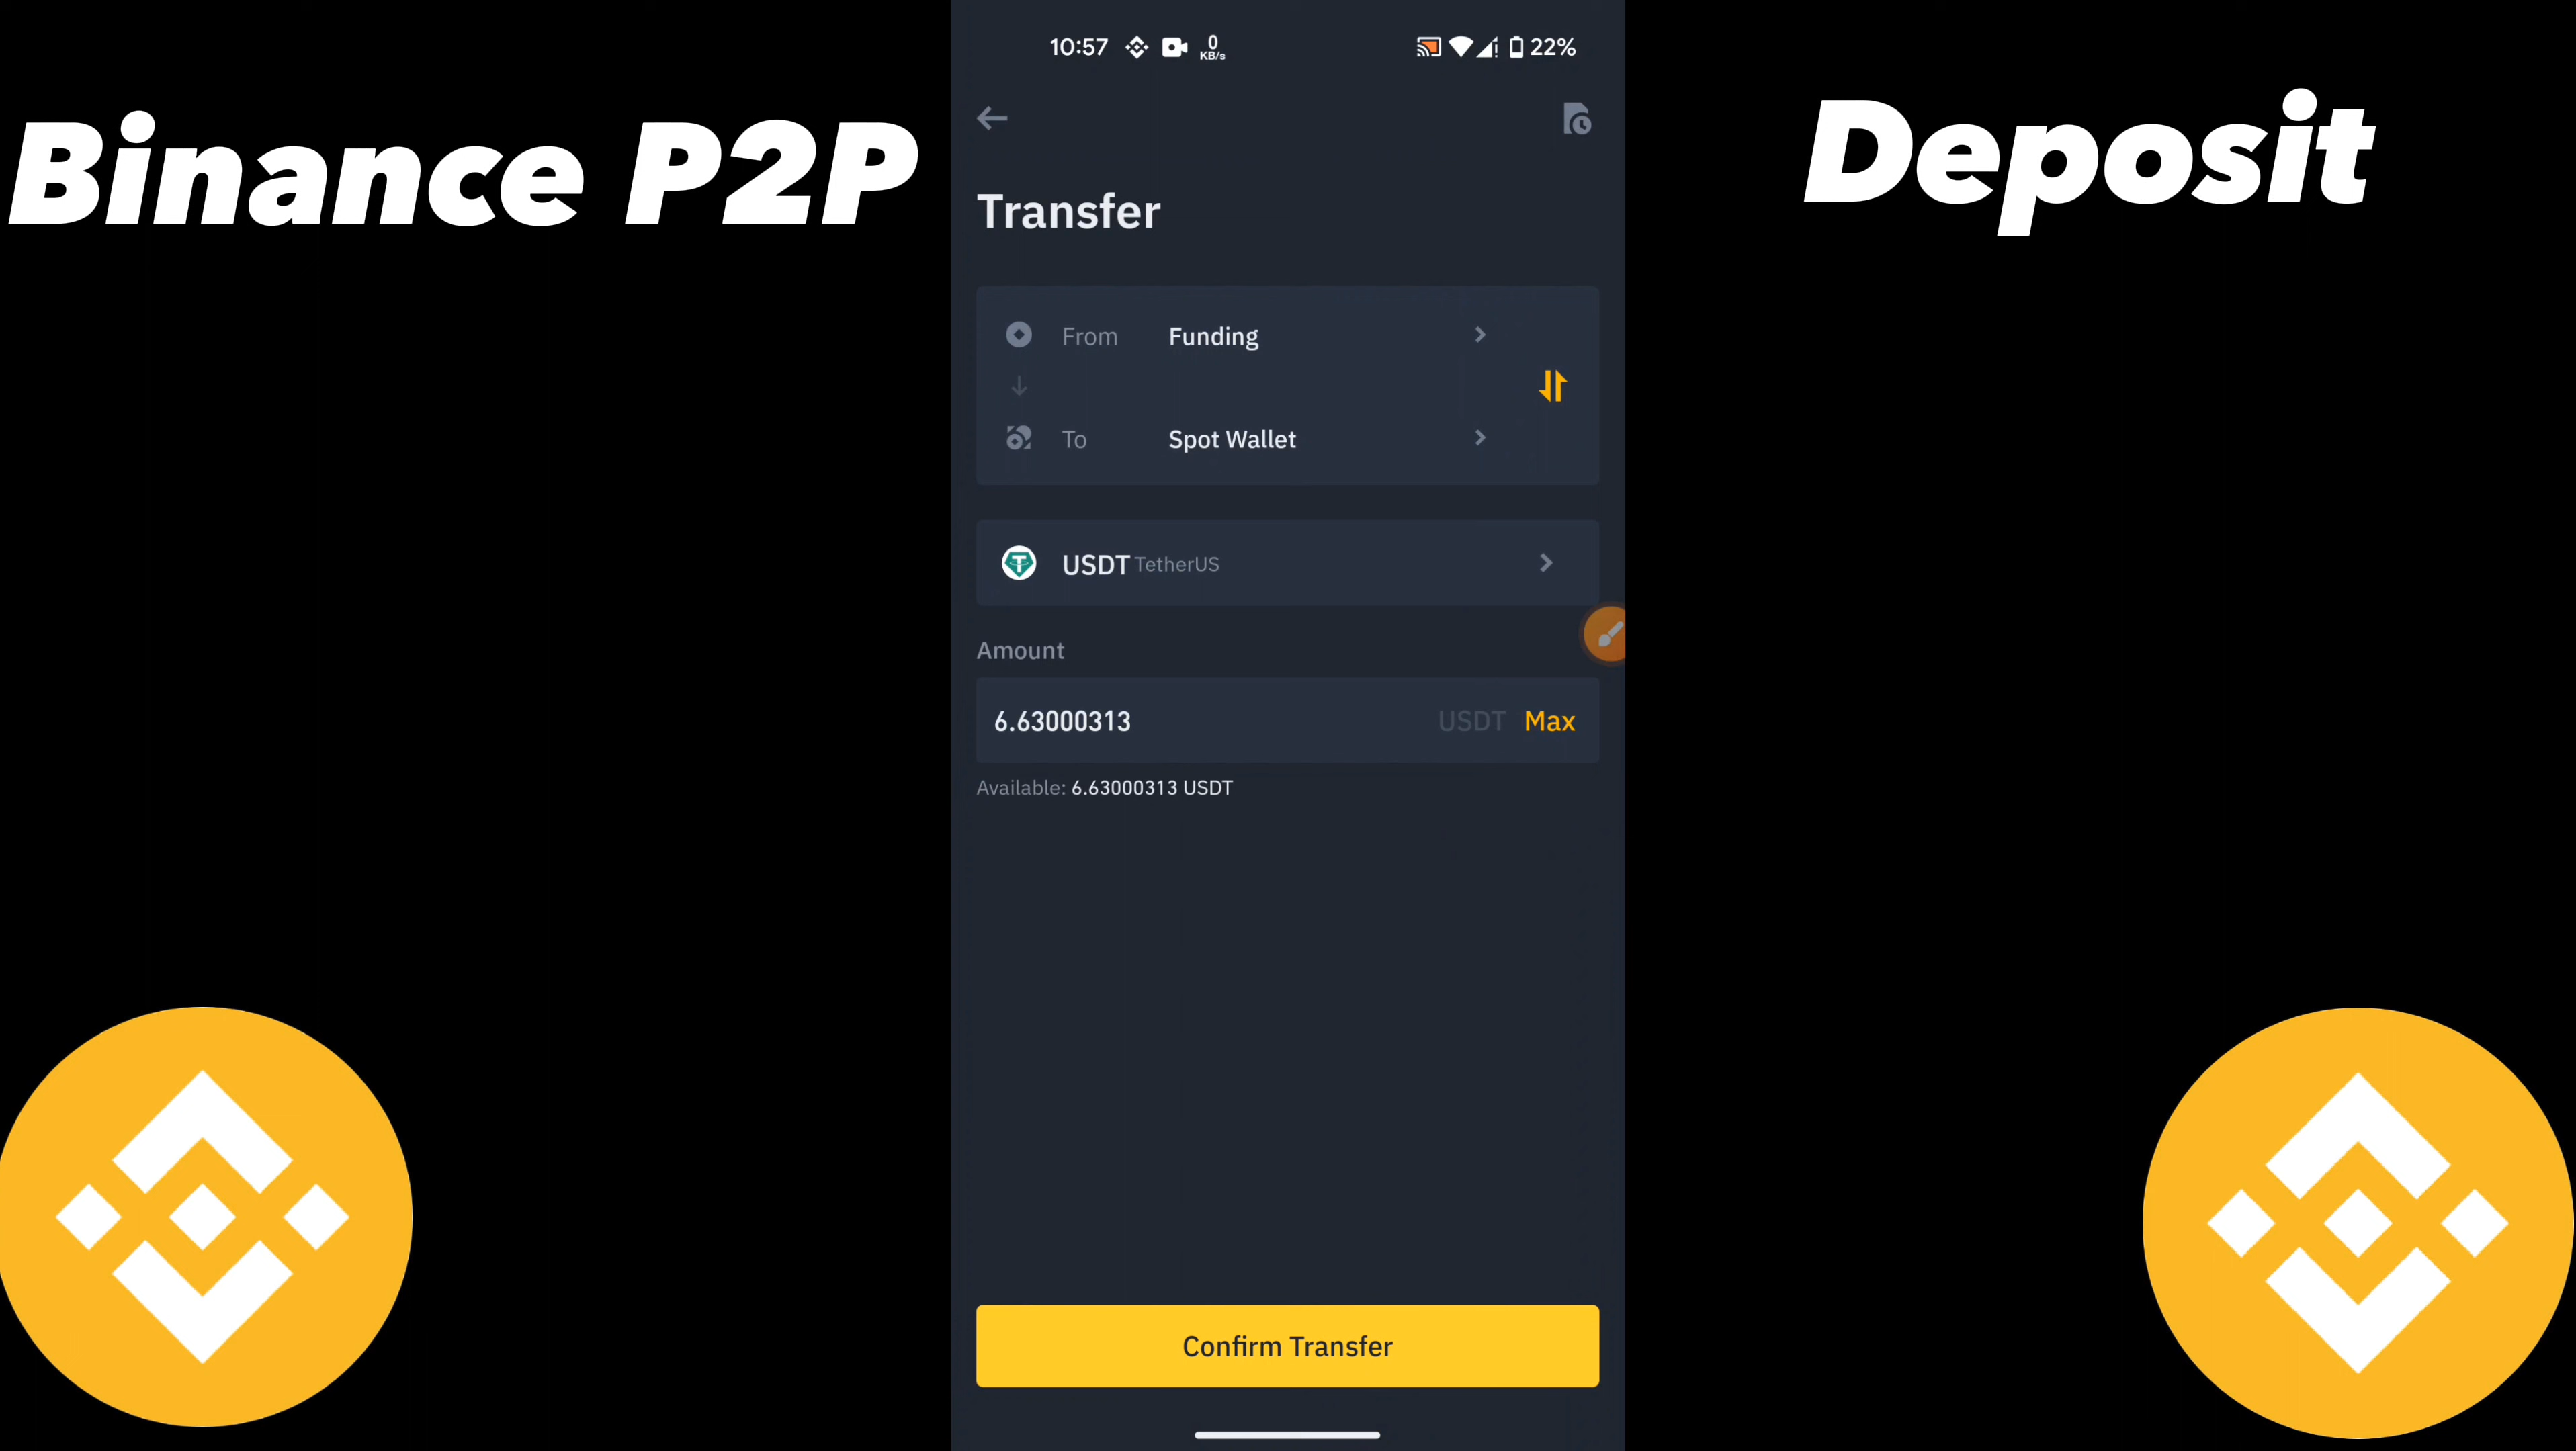 Binance P2P
Deposit
10:57 0 KB/s 22%
Transfer
From Funding
To Spot Wallet
USDT TetherUS
Amount
6.63000313 USDT Max
Available: 6.63000313 USDT
Confirm Transfer